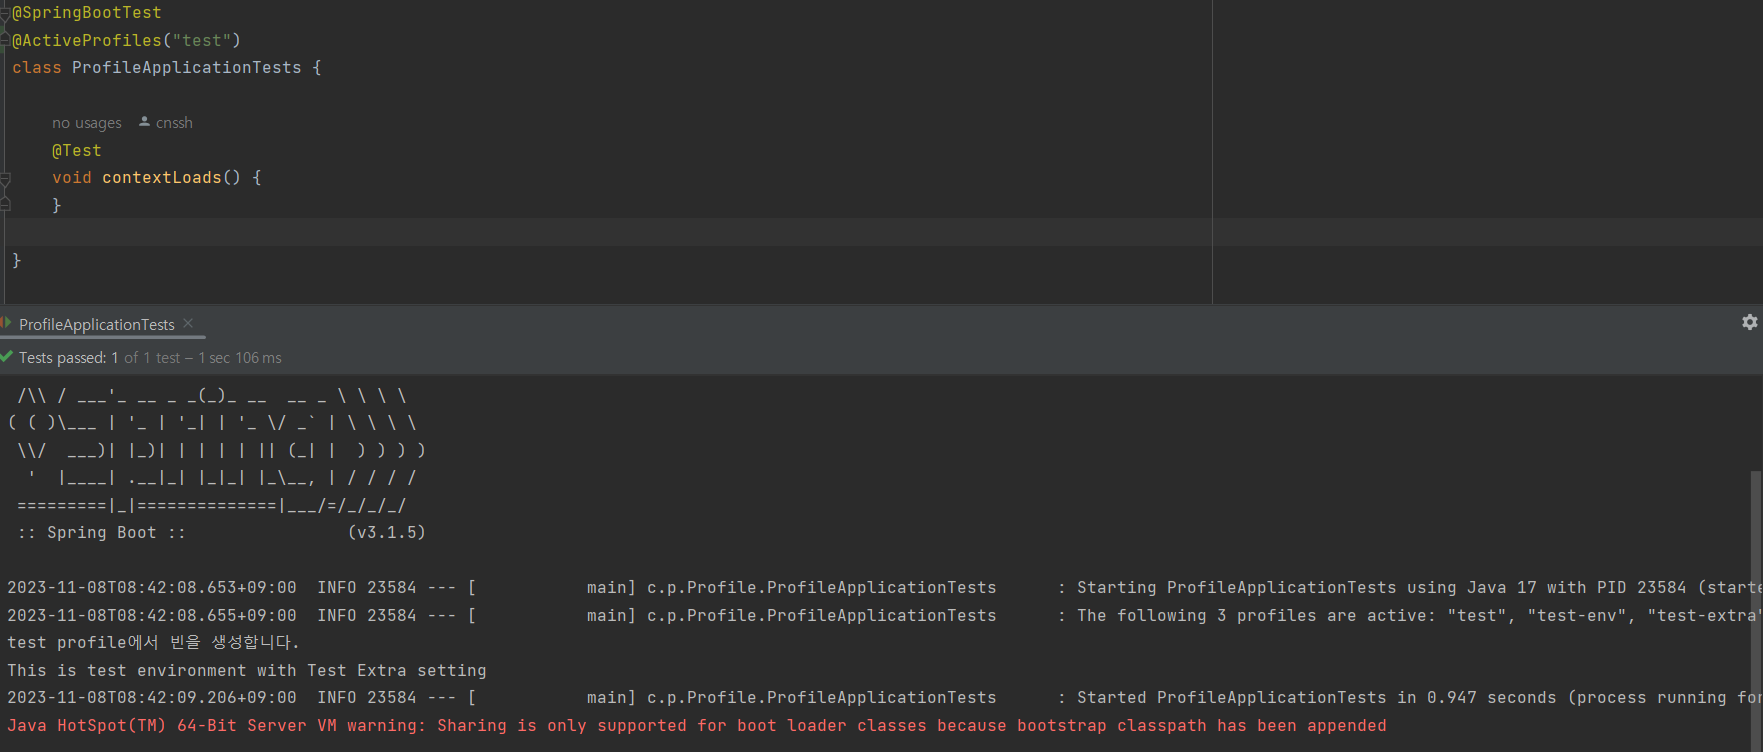 @SpringBootTest
@ActiveProfiles("test")
class ProfileApplicationTests {
no usages cnssh
@Test
void contextLoads() {
}
}
ProfileApplicationTests ×
Tests passed: 1 of 1 test – 1 sec 106 ms
 /\\ / ___'_ __ _ _(_)_ __  __ _ \ \ \ \
( ( )\___ | '_ | '_| | '_ \/ _` | \ \ \ \
 \\/  ___)| |_)| | | | | || (_| |  ) ) ) )
  '  |____| .__|_| |_|_| |_\__, | / / / /
 =========|_|==============|___/=/_/_/_/
 :: Spring Boot ::                (v3.1.5)
2023-11-08T08:42:08.653+09:00  INFO 23584 --- [           main] c.p.Profile.ProfileApplicationTests      : Starting ProfileApplicationTests using Java 17 with PID 23584 (starte
2023-11-08T08:42:08.655+09:00  INFO 23584 --- [           main] c.p.Profile.ProfileApplicationTests      : The following 3 profiles are active: "test", "test-env", "test-extra"
test profile에서 빈을 생성합니다.
This is test environment with Test Extra setting
2023-11-08T08:42:09.206+09:00  INFO 23584 --- [           main] c.p.Profile.ProfileApplicationTests      : Started ProfileApplicationTests in 0.947 seconds (process running for
Java HotSpot(TM) 64-Bit Server VM warning: Sharing is only supported for boot loader classes because bootstrap classpath has been appended